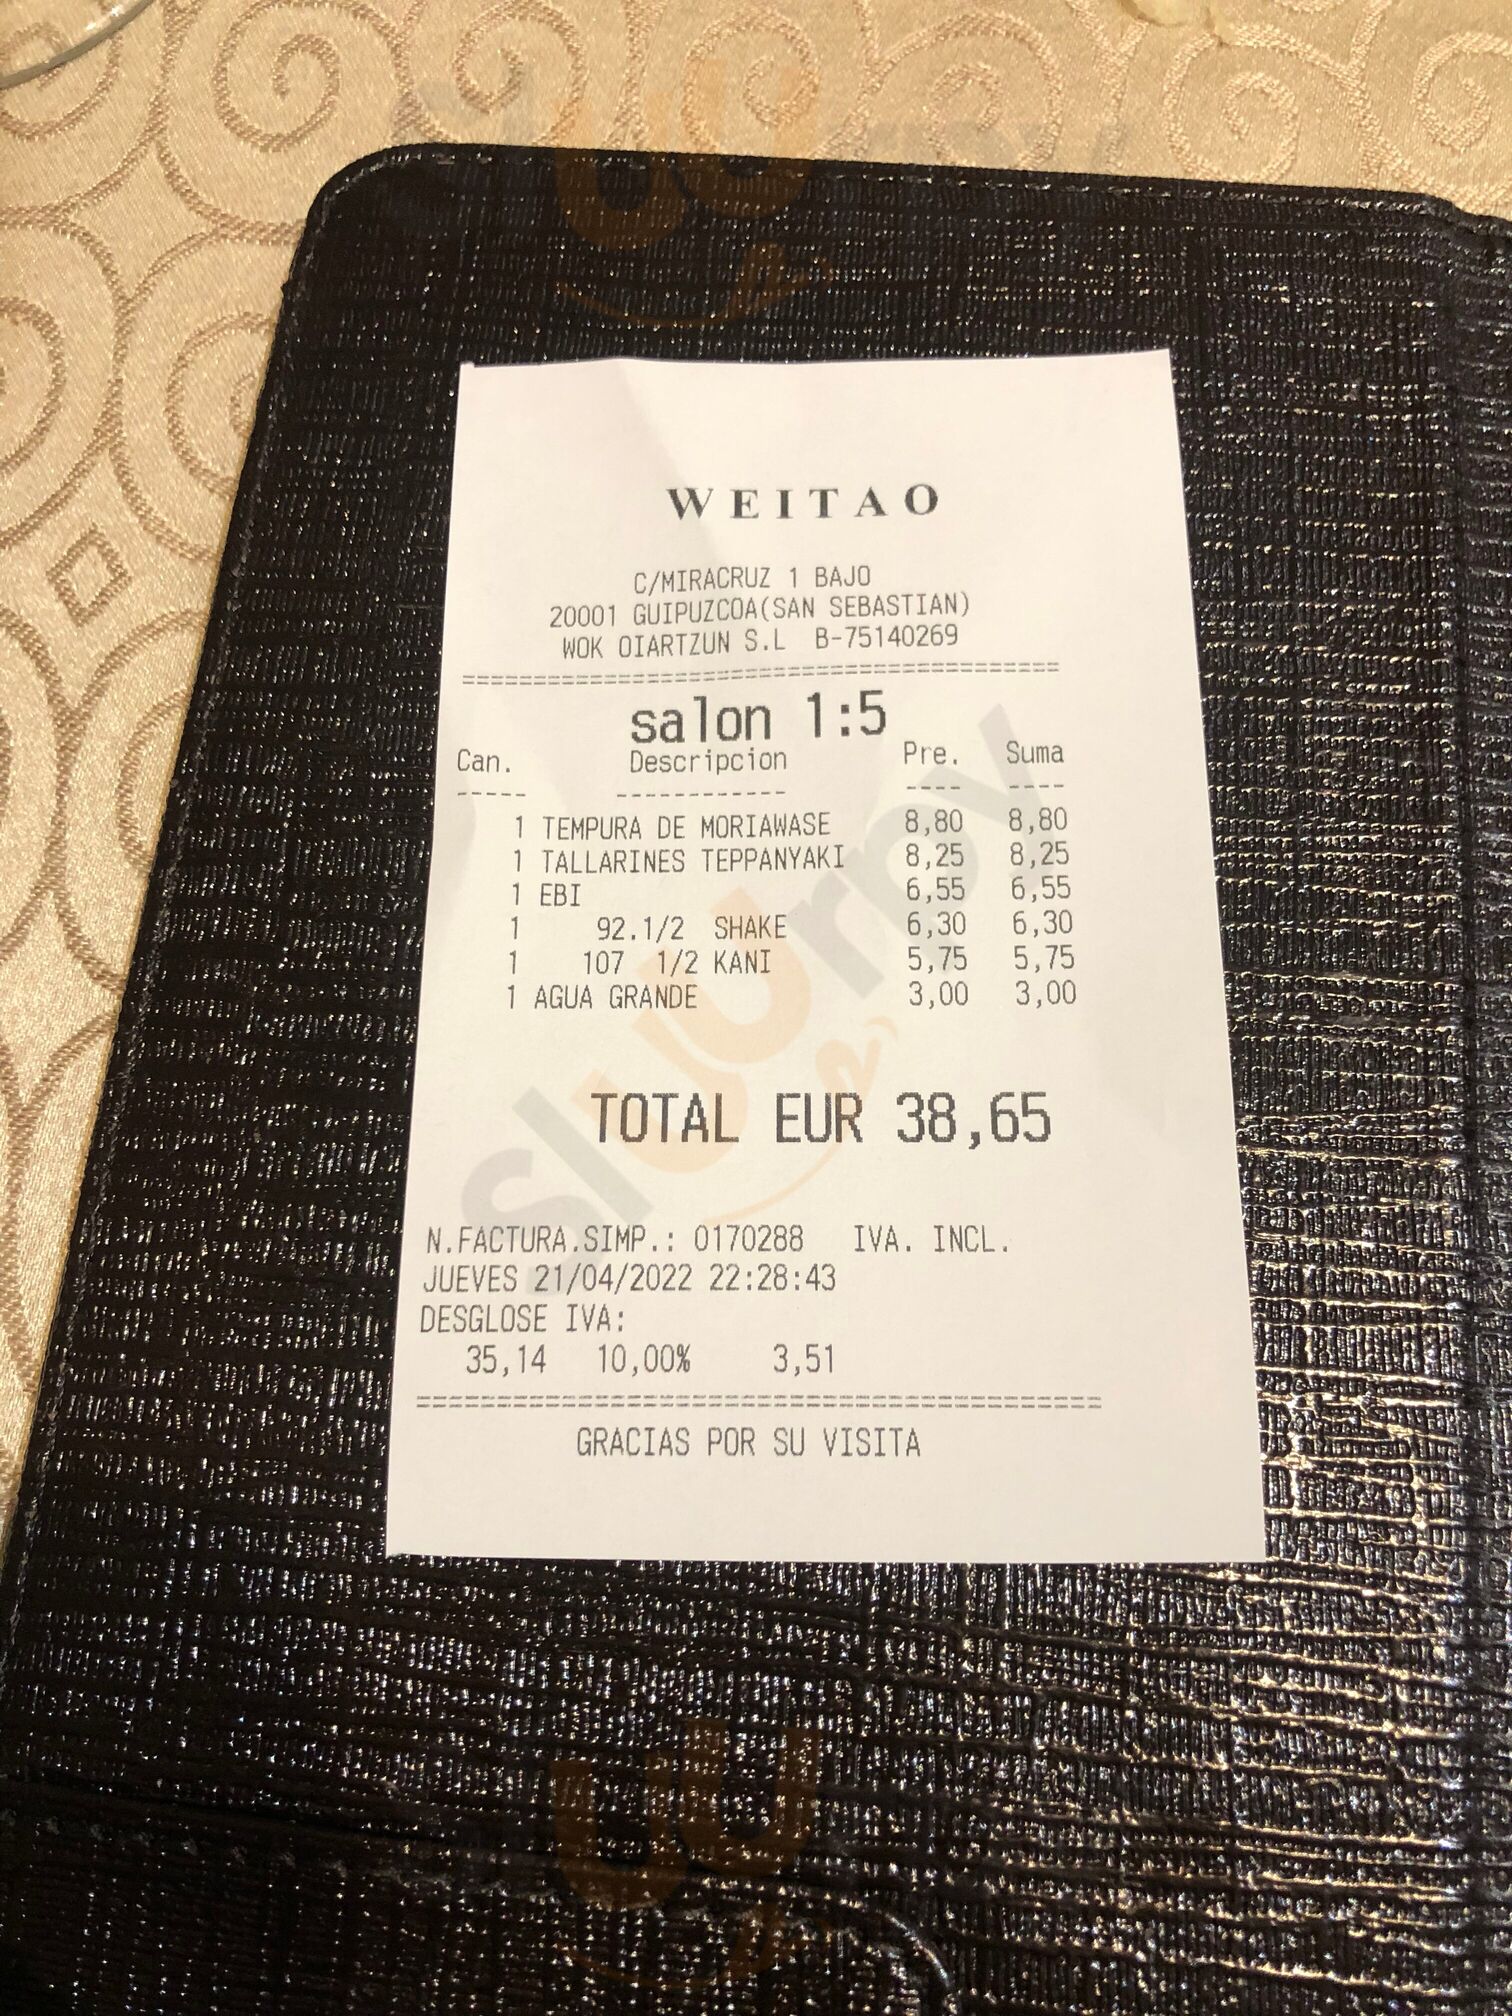 WEITAO
C/MIRACRUZ 1 BAJO
20001 GUIPUZCOA(SAN SEBASTIAN)
WOK OIARTZUN S.L B-75140269
salon 1:5
Can. Descripcion Pre. Suma
1 TEMPURA DE MORIAWASE 8,80 8,80
1 TALLARINES TEPPANYAKI 8,25 8,25
1 EBI 6,55 6,55
1 92.1/2 SHAKE 6,30 6,30
1 107 1/2 KANI 5,75 5,75
1 AGUA GRANDE 3,00 3,00
TOTAL EUR 38,65
N.FACTURA.SIMP.: 0170288 IVA. INCL.
JUEVES 21/04/2022 22:28:43
DESGLOSE IVA:
35,14 10,00% 3,51
GRACIAS POR SU VISITA
slUUrpy